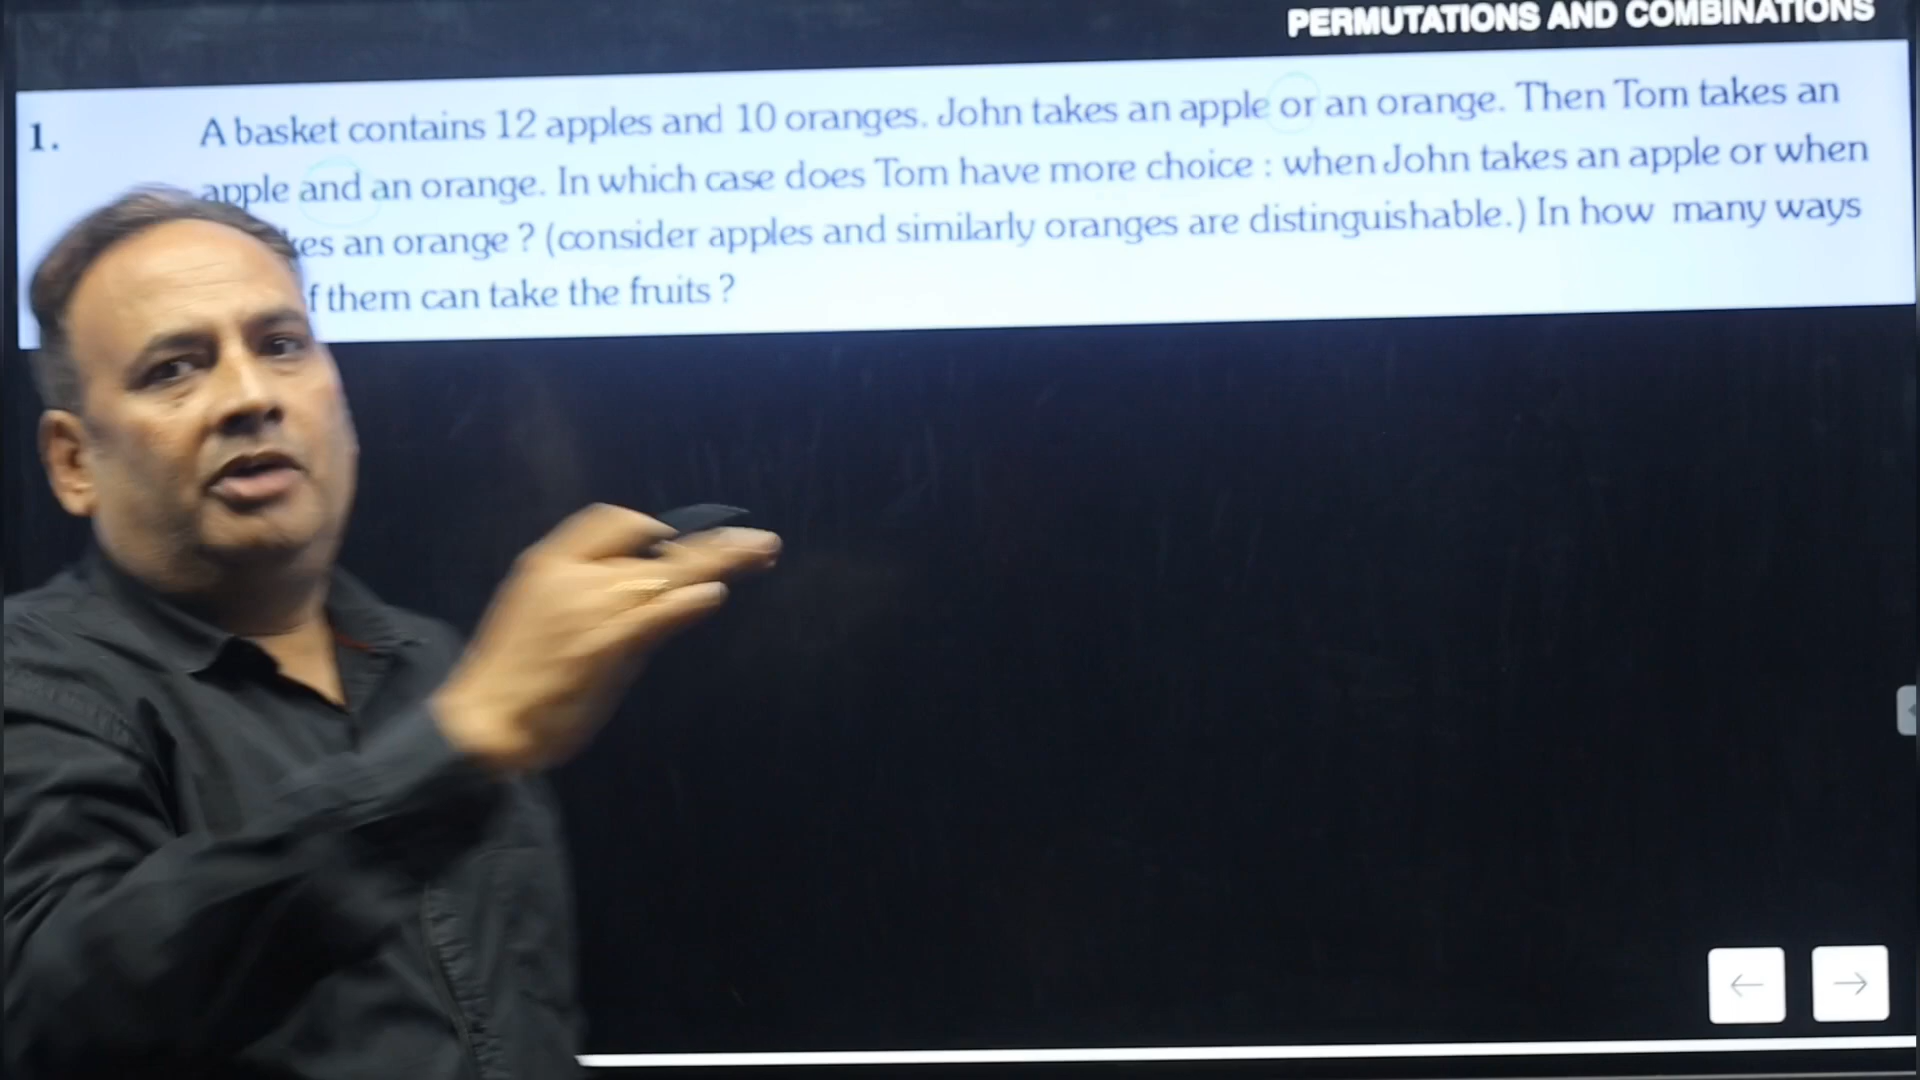 PERMUTATIONS AND COMBINATIONS
1. A basket contains 12 apples and 10 oranges. John takes an apple or an orange. Then Tom takes an
apple and an orange. In which case does Tom have more choice : when John takes an apple or when
kes an orange ? (consider apples and similarly oranges are distinguishable.) In how many ways
f them can take the fruits ?